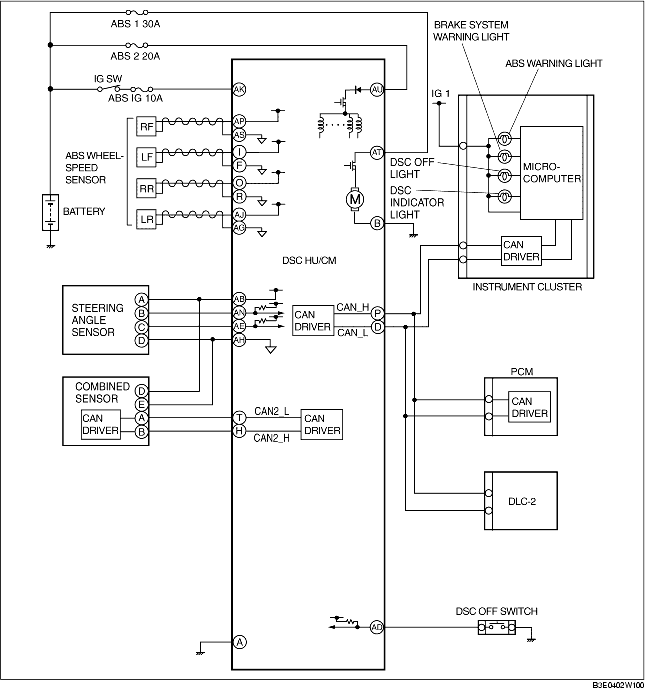 ABS 1 30A
ABS 2 20A
IG SW
ABS IG 10A
BRAKE SYSTEM
WARNING LIGHT
ABS WARNING LIGHT
IG 1
AK
AU
AP
AS
I
F
O
R
AJ
AG
AT
B
M
RF
LF
RR
LR
ABS WHEEL-
SPEED
SENSOR
BATTERY
DSC OFF
LIGHT
DSC
INDICATOR
LIGHT
MICRO-
COMPUTER
CAN
DRIVER
INSTRUMENT CLUSTER
DSC HU/CM
STEERING
ANGLE
SENSOR
A
B
C
D
AB
AN
AE
AH
CAN
DRIVER
CAN_H
CAN_L
P
D
COMBINED
SENSOR
CAN
DRIVER
D
E
A
B
T
H
CAN2_L
CAN2_H
CAN
DRIVER
PCM
CAN
DRIVER
DLC-2
DSC OFF SWITCH
AD
A
B3E0402W100